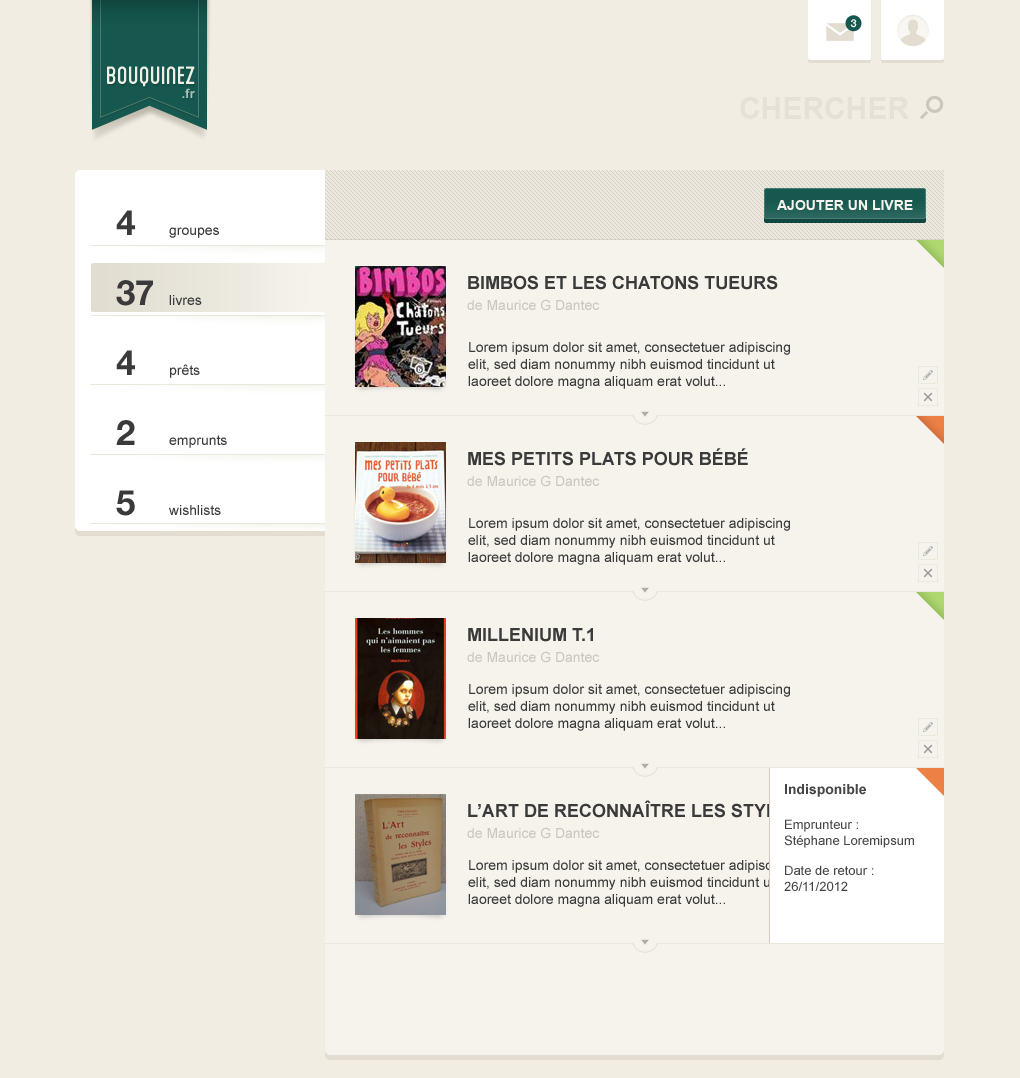 BOUQUINEZ
.fr
3
CHERCHER
4 groupes
37 livres
4 prêts
2 emprunts
5 wishlists
AJOUTER UN LIVRE
BIMBOS
Chatons
Tueurs
BIMBOS ET LES CHATONS TUEURS
de Maurice G Dantec
Lorem ipsum dolor sit amet, consectetuer adipiscing
elit, sed diam nonummy nibh euismod tincidunt ut
laoreet dolore magna aliquam erat volut...
MES PETITS PLATS
POUR BÉBÉ
MES PETITS PLATS POUR BÉBÉ
de Maurice G Dantec
Lorem ipsum dolor sit amet, consectetuer adipiscing
elit, sed diam nonummy nibh euismod tincidunt ut
laoreet dolore magna aliquam erat volut...
Les hommes
qui n'aimaient pas
les femmes
MILLENIUM T.1
de Maurice G Dantec
Lorem ipsum dolor sit amet, consectetuer adipiscing
elit, sed diam nonummy nibh euismod tincidunt ut
laoreet dolore magna aliquam erat volut...
L'Art
de reconnaître
les Styles
L’ART DE RECONNAÎTRE LES STYL
de Maurice G Dantec
Lorem ipsum dolor sit amet, consectetuer adipisc
elit, sed diam nonummy nibh euismod tincidunt u
laoreet dolore magna aliquam erat volut...
Indisponible
Emprunteur :
Stéphane Loremipsum
Date de retour :
26/11/2012